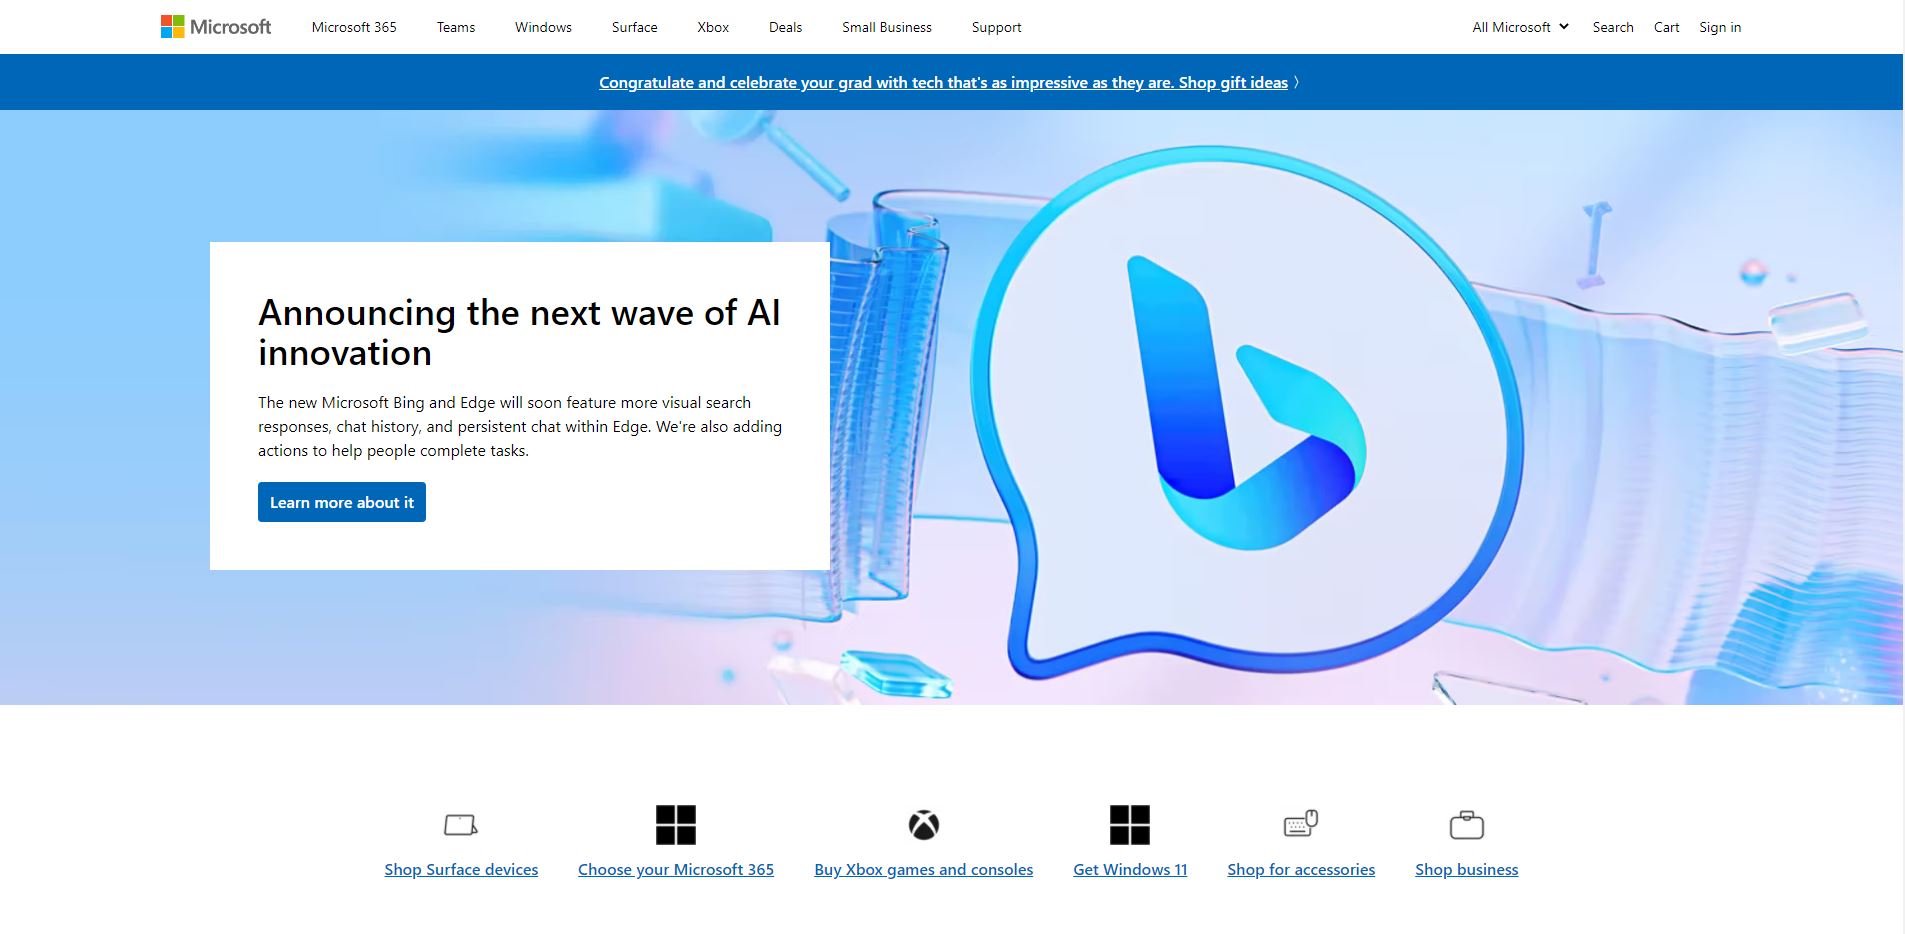 Microsoft Microsoft 365 Teams Windows Surface Xbox Deals Small Business Support All Microsoft Search Cart Sign in
Congratulate and celebrate your grad with tech that's as impressive as they are. Shop gift ideas
Announcing the next wave of AI
innovation
The new Microsoft Bing and Edge will soon feature more visual search
responses, chat history, and persistent chat within Edge. We're also adding
actions to help people complete tasks.
Learn more about it
Shop Surface devices Choose your Microsoft 365 Buy Xbox games and consoles Get Windows 11 Shop for accessories Shop business